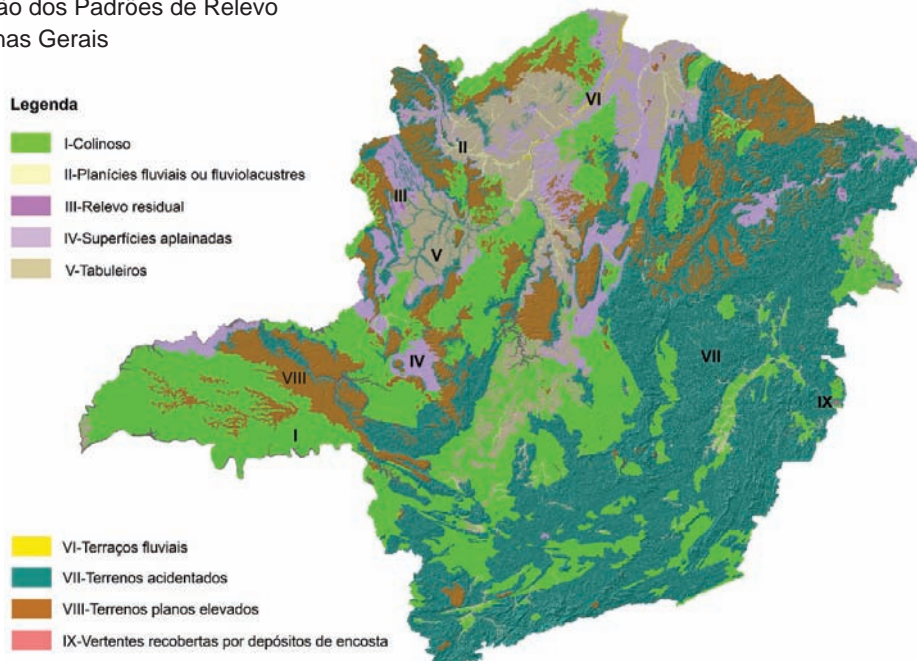 ão dos Padrões de Relevo
nas Gerais
Legenda
I-Colinoso
II-Planícies fluviais ou fluviolacustres
III-Relevo residual
IV-Superfícies aplainadas
V-Tabuleiros
VI
II
III
V
IV
VII
VIII
IX
I
VI-Terraços fluviais
VII-Terrenos acidentados
VIII-Terrenos planos elevados
IX-Vertentes recobertas por depósitos de encosta